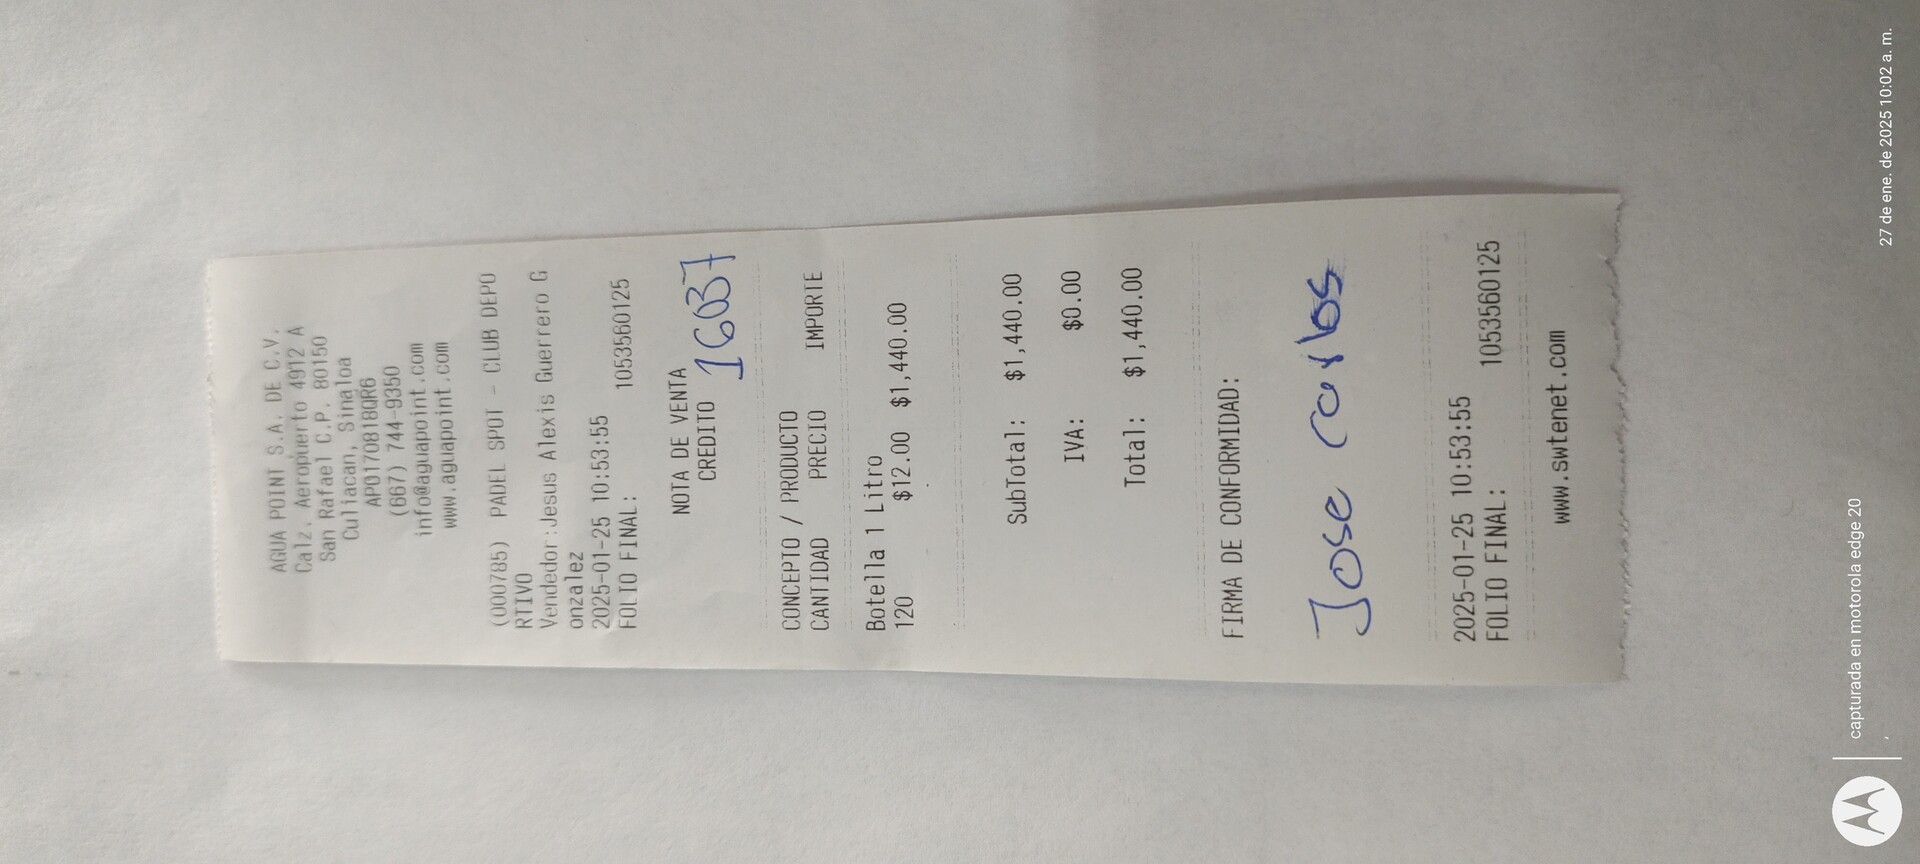 AGUA POINT S.A. DE C.V.
Calz. Aeropuerto 4912 A
San Rafael C.P. 80150
Culiacan, Sinaloa
APO170818QR6
(667) 744-9350
info@aguapoint.com
www.aguapoint.com
(000785) PADEL SPOT - CLUB DEPO
RTIVO
Vendedor:Jesus Alexis Guerrero G
onzalez
2025-01-25 10:53:55
FOLIO FINAL: 1053560125
NOTA DE VENTA
CREDITO 16037
CONCEPTO / PRODUCTO
CANTIDAD PRECIO IMPORTE
Botella 1 Litro
120 $12.00 $1,440.00
SubTotal: $1,440.00
IVA: $0.00
Total: $1,440.00
FIRMA DE CONFORMIDAD:
Jose Carlos
2025-01-25 10:53:55
FOLIO FINAL: 1053560125
www.swtenet.com
capturada en motorola edge 20
27 de ene. de 2025 10:02 a. m.